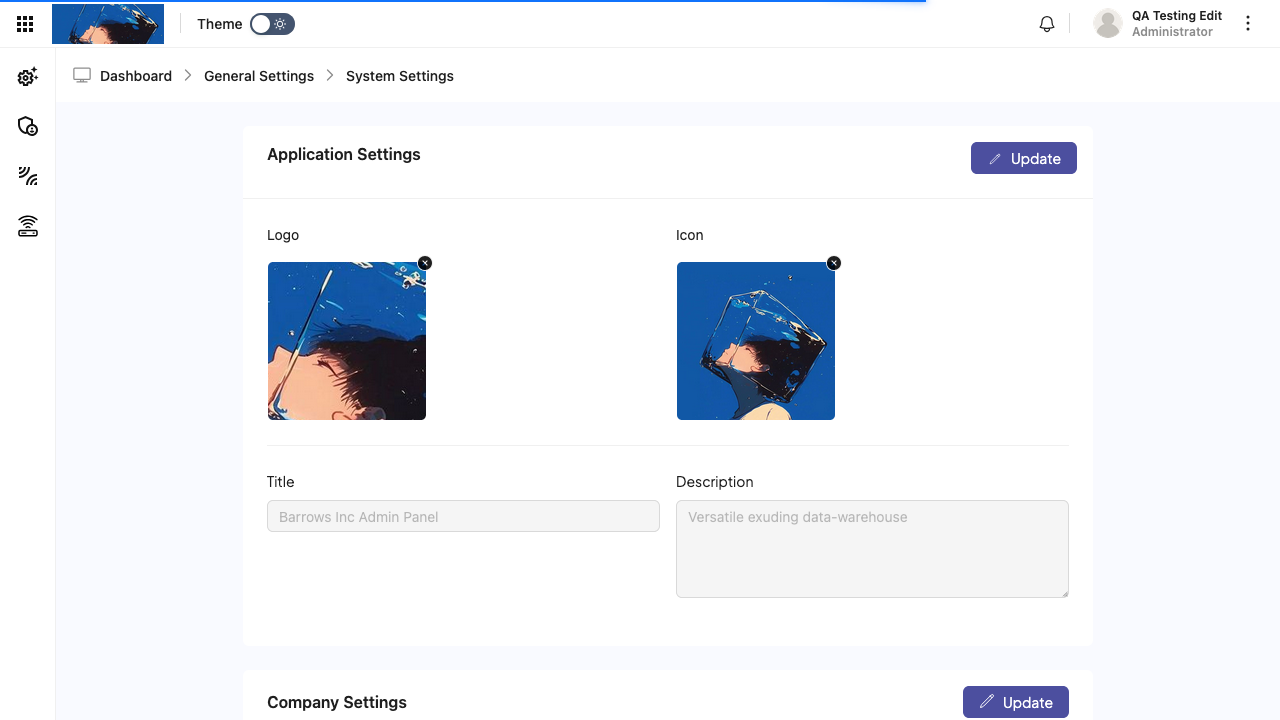 Theme
QA Testing Edit
Administrator
Dashboard
General Settings
System Settings
Application Settings
Update
Logo
Icon
Title
Description
Barrows Inc Admin Panel
Versatile exuding data-warehouse
Company Settings
Update